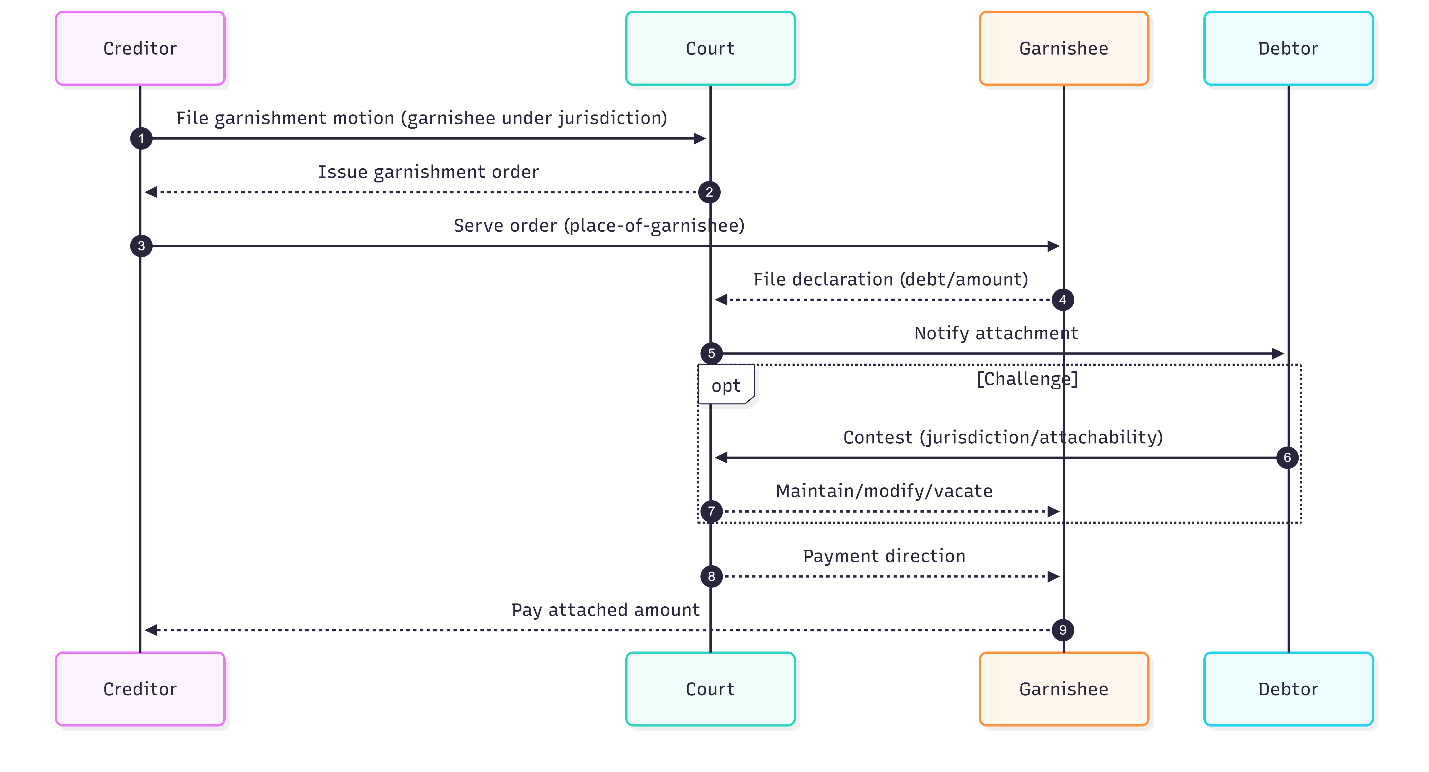 Creditor
Court
Garnishee
Debtor
File garnishment motion (garnishee under jurisdiction)
1
Issue garnishment order
2
Serve order (place-of-garnishee)
3
File declaration (debt/amount)
4
Notify attachment
5
opt
[Challenge]
Contest (jurisdiction/attachability)
6
Maintain/modify/vacate
7
Payment direction
8
Pay attached amount
9
Creditor
Court
Garnishee
Debtor